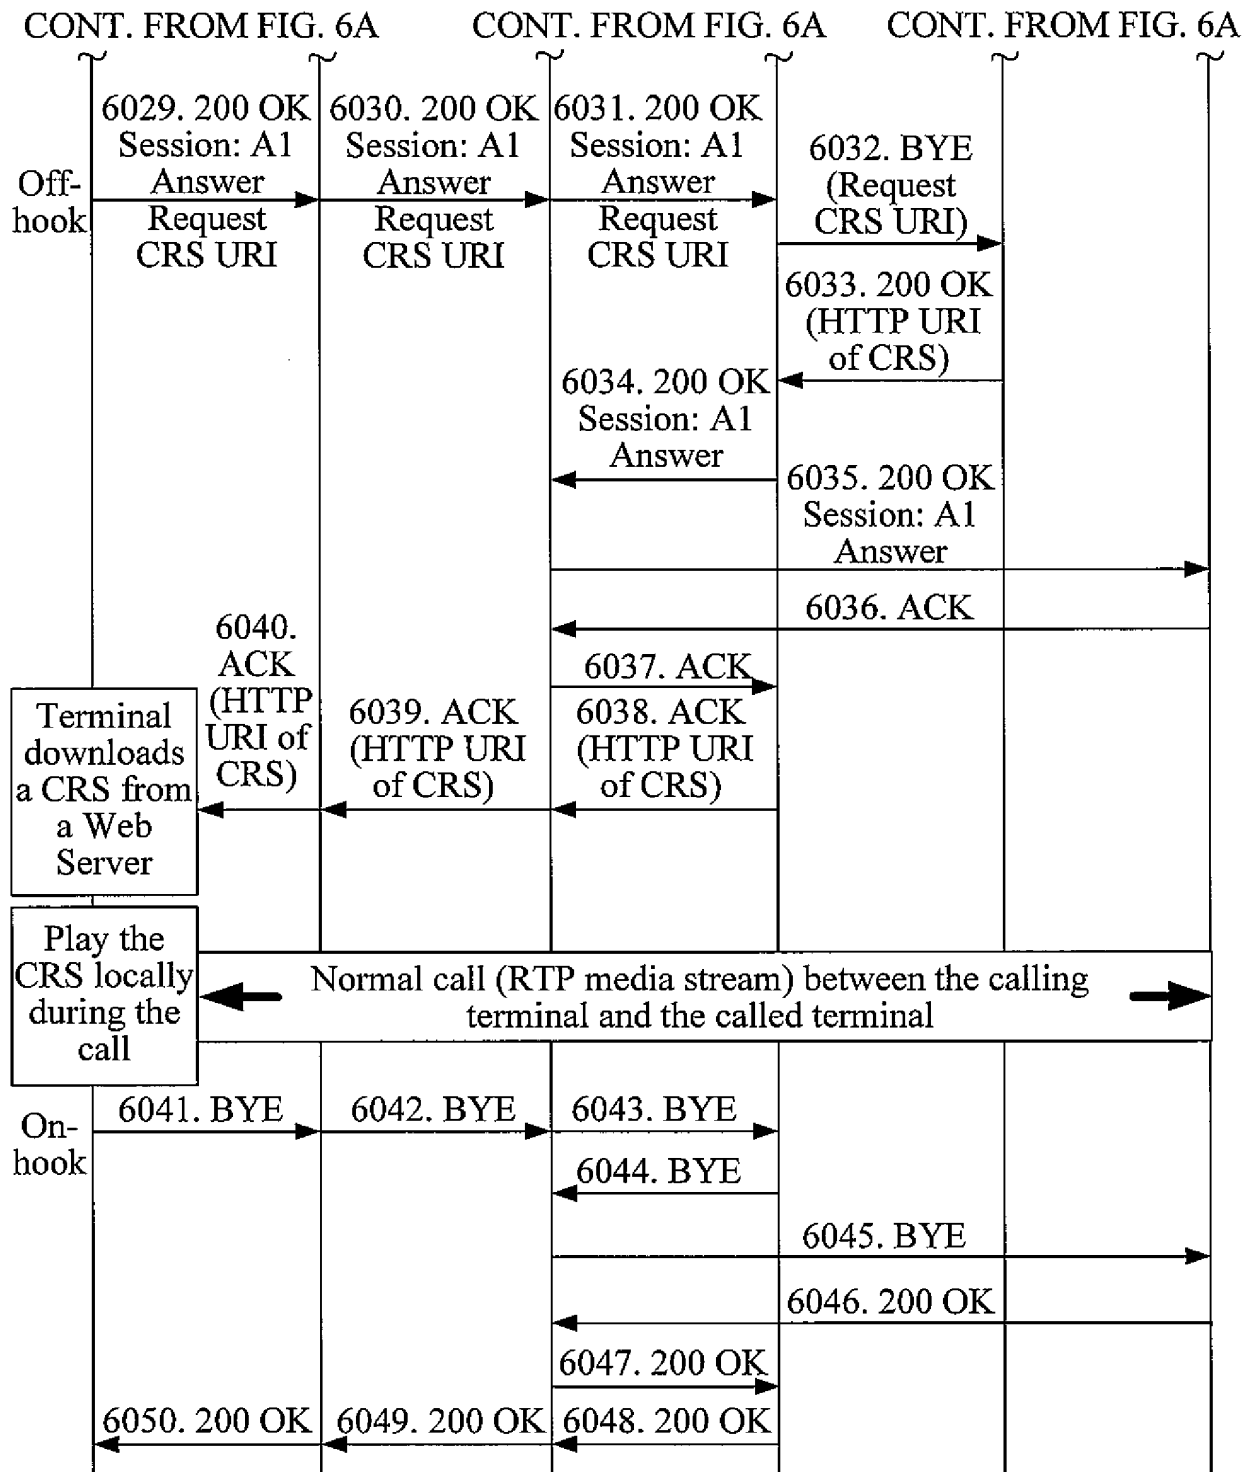 CONT. FROM FIG. 6A
CONT. FROM FIG. 6A
CONT. FROM FIG. 6A
Off-
hook
6029. 200 OK
Session: A1
Answer
Request
CRS URI
6030. 200 OK
Session: A1
Answer
Request
CRS URI
6031. 200 OK
Session: A1
Answer
Request
CRS URI
6032. BYE
(Request
CRS URI)
6033. 200 OK
(HTTP URI
of CRS)
6034. 200 OK
Session: A1
Answer
6035. 200 OK
Session: A1
Answer
6036. ACK
6037. ACK
6038. ACK
(HTTP URI
of CRS)
6039. ACK
(HTTP URI
of CRS)
6040.
ACK
(HTTP
URI of
CRS)
Terminal
downloads
a CRS from
a Web
Server
Play the
CRS locally
during the
call
Normal call (RTP media stream) between the calling
terminal and the called terminal
On-
hook
6041. BYE
6042. BYE
6043. BYE
6044. BYE
6045. BYE
6046. 200 OK
6047. 200 OK
6050. 200 OK
6049. 200 OK
6048. 200 OK